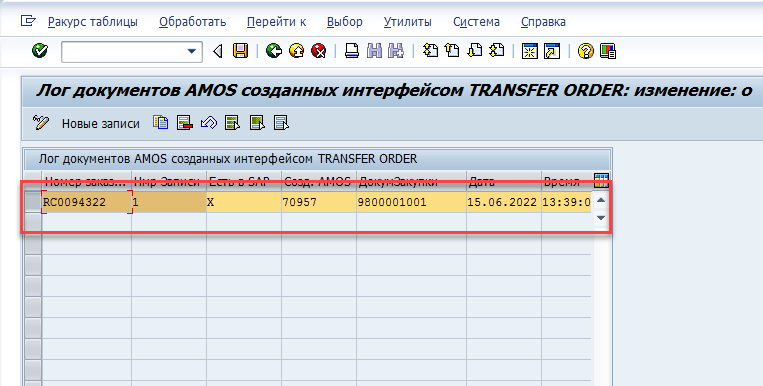 Ракурс таблицы Обработать Перейти к Выбор Утилиты Система Справка
Лог документов AMOS созданных интерфейсом TRANSFER ORDER: изменение: о
Новые записи
Лог документов AMOS созданных интерфейсом TRANSFER ORDER
Номер заказ... Нмр Записи Есть в SAP Созд. AMOS ДокумЗакупки Дата Время
RC0094322 1 X 70957 9800001001 15.06.2022 13:39:0